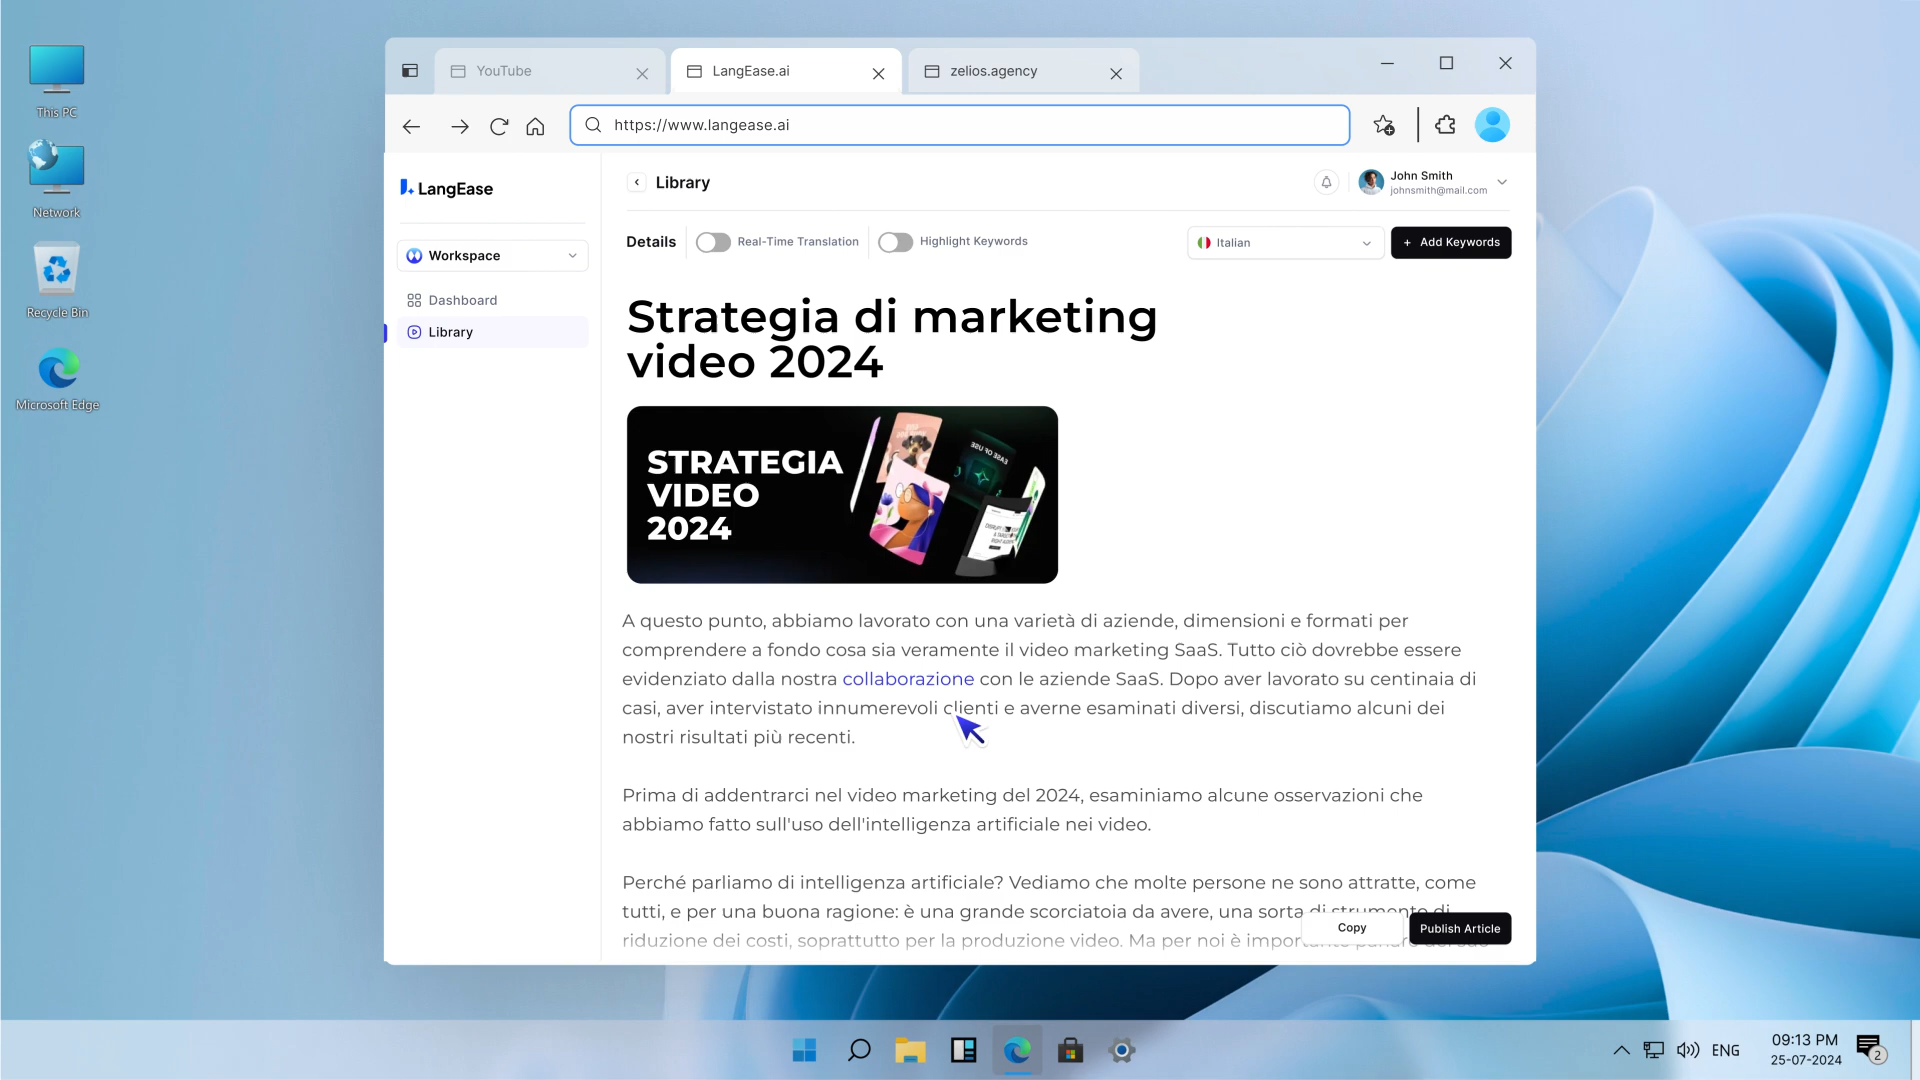 This PC
Network
Recycle Bin
Microsoft Edge
YouTube
LangEase.ai
zelios.agency
https://www.langease.ai
LangEase
Workspace
Dashboard
Library
Library
John Smith
johnsmith@mail.com
Details
Real-Time Translation
Highlight Keywords
Italian
+ Add Keywords
Strategia di marketing
video 2024
STRATEGIA
VIDEO
2024
EASE OF USE
A questo punto, abbiamo lavorato con una varietà di aziende, dimensioni e formati per
comprendere a fondo cosa sia veramente il video marketing SaaS. Tutto ciò dovrebbe essere
evidenziato dalla nostra collaborazione con le aziende SaaS. Dopo aver lavorato su centinaia di
casi, aver intervistato innumerevoli clienti e averne esaminati diversi, discutiamo alcuni dei
nostri risultati più recenti.
Prima di addentrarci nel video marketing del 2024, esaminiamo alcune osservazioni che
abbiamo fatto sull'uso dell'intelligenza artificiale nei video.
Perché parliamo di intelligenza artificiale? Vediamo che molte persone ne sono attratte, come
tutti, e per una buona ragione: è una grande scorciatoia da avere, una sorta di strumento di
riduzione dei costi, soprattutto per la produzione video. Ma per noi è
Copy
Publish Article
ENG
09:13 PM
25-07-2024
2